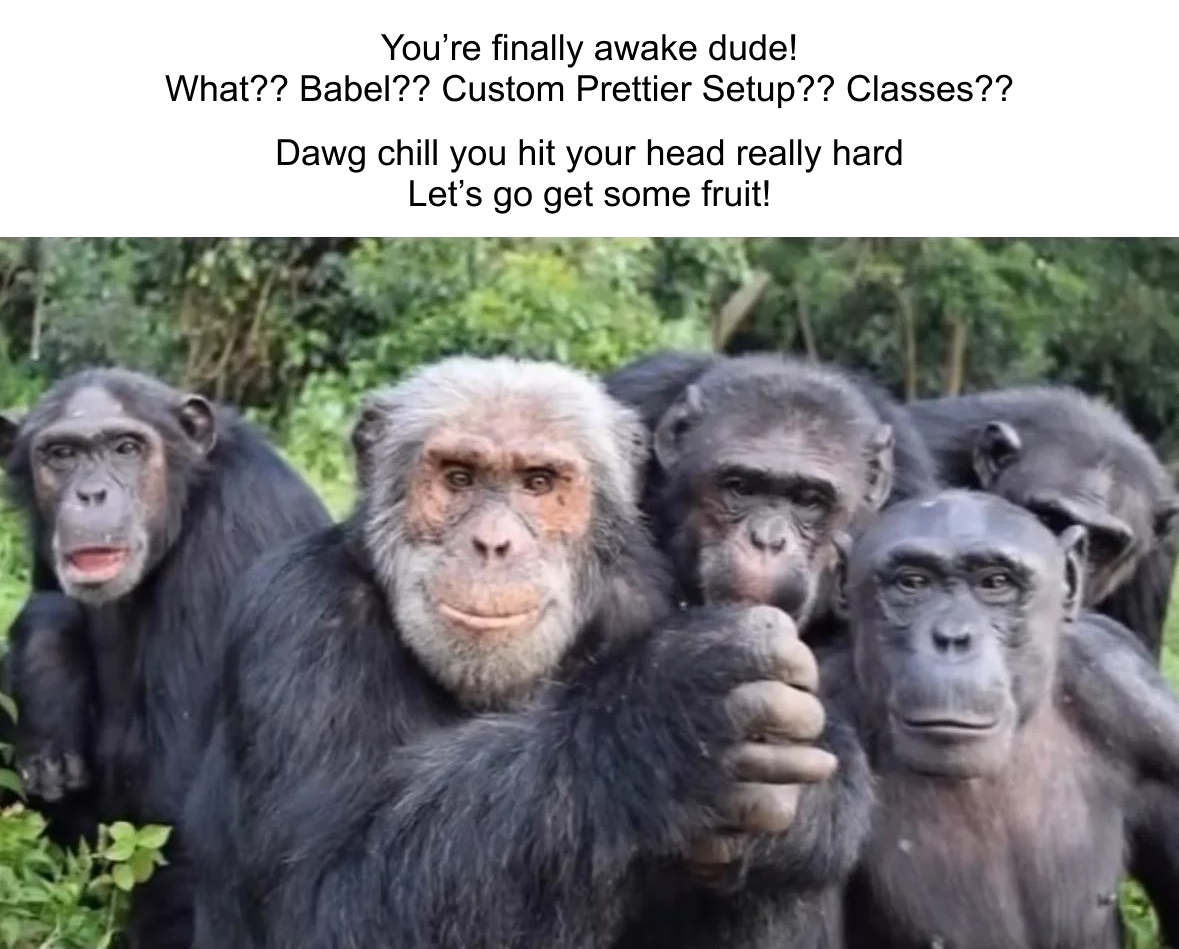 You’re finally awake dude!
What?? Babel?? Custom Prettier Setup?? Classes??
Dawg chill you hit your head really hard
Let’s go get some fruit!